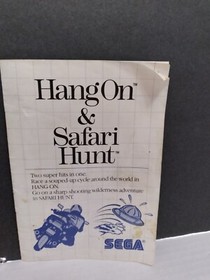 Hang On™
&
Safari
Hunt™
Two super hits in one:
Race a souped-up cycle around the world in
HANG ON.
Go on a sharp-shooting wilderness adventure
in SAFARI HUNT.
SEGA